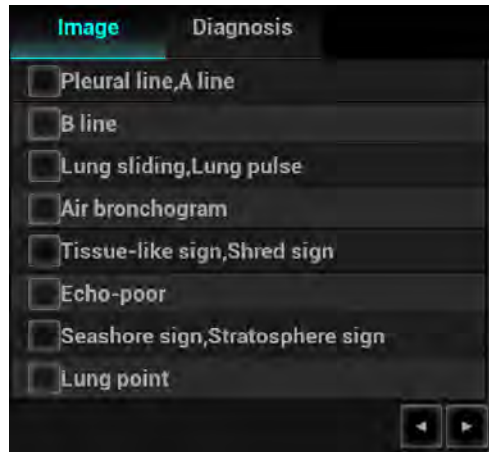 Image Diagnosis
Pleural line,A line
B line
Lung sliding,Lung pulse
Air bronchogram
Tissue-like sign,Shred sign
Echo-poor
Seashore sign,Stratosphere sign
Lung point